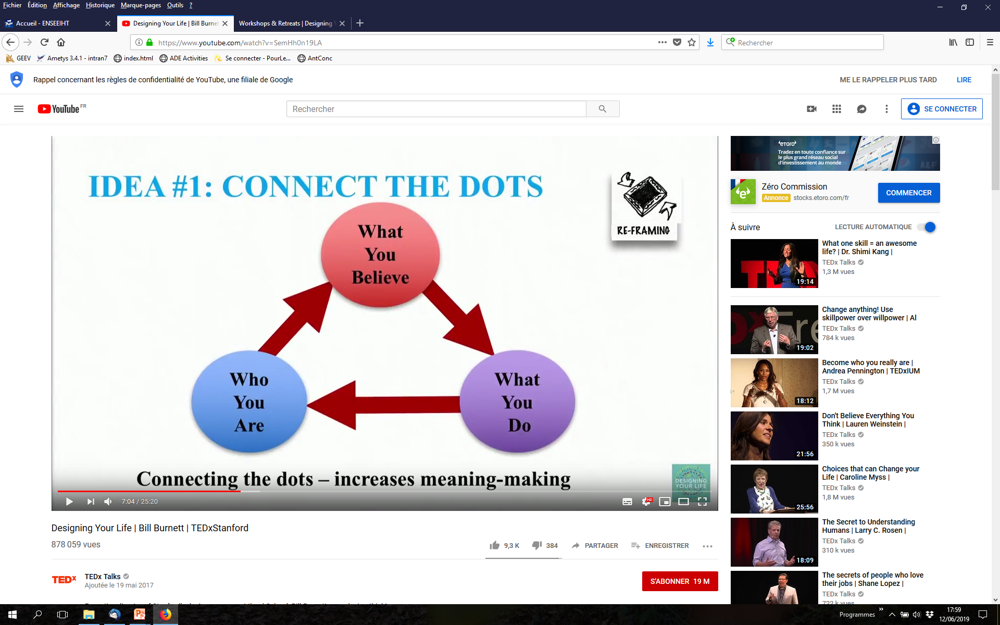 Fichier Édition Affichage Historique Marque-pages Outils ?
Accueil - ENSEEIHT
Designing Your Life | Bill Burnet
Workshops & Retreats | Designing
https://www.youtube.com/watch?v=SemHh0n19LA
Rechercher
GEEV Ametys 3.4.1 - intran7 index.html ADE Activities Se connecter - PourLe... AntConc
Rappel concernant les règles de confidentialité de YouTube, une filiale de Google
ME LE RAPPELER PLUS TARD LIRE
YouTube FR
Rechercher
SE CONNECTER
IDEA #1: CONNECT THE DOTS
RE-FRAMING
What
You
Believe
Who
You
Are
What
You
Do
Connecting the dots – increases meaning-making
DESIGNING
YOUR LIFE
7:04 / 25:20
HD
Designing Your Life | Bill Burnett | TEDxStanford
878 059 vues
9,3 K 384 PARTAGER ENREGISTRER
TEDx
TEDx Talks
Ajoutée le 19 mai 2017
S'ABONNER 19 M
eTORO
Tradez en toute confiance sur
le plus grand réseau social
d'investissement au monde
A&F
Zéro Commission
Annonce stocks.etoro.com/fr
COMMENCER
À suivre
LECTURE AUTOMATIQUE
What one skill = an awesome
life? | Dr. Shimi Kang |
TEDx Talks
1,3 M vues
19:14
Change anything! Use
skillpower over willpower | Al
TEDx Talks
784 k vues
19:02
Become who you really are |
Andrea Pennington | TEDxIUM
TEDx Talks
1,7 M vues
18:12
Don't Believe Everything You
Think | Lauren Weinstein |
TEDx Talks
350 k vues
21:56
Choices that can Change your
Life | Caroline Myss |
TEDx Talks
1,8 M vues
25:56
The Secret to Understanding
Humans | Larry C. Rosen |
TEDx Talks
310 k vues
18:09
The secrets of people who love
their jobs | Shane Lopez |
TEDx Talks
722 k vues
Programmes
17:59
12/06/2019